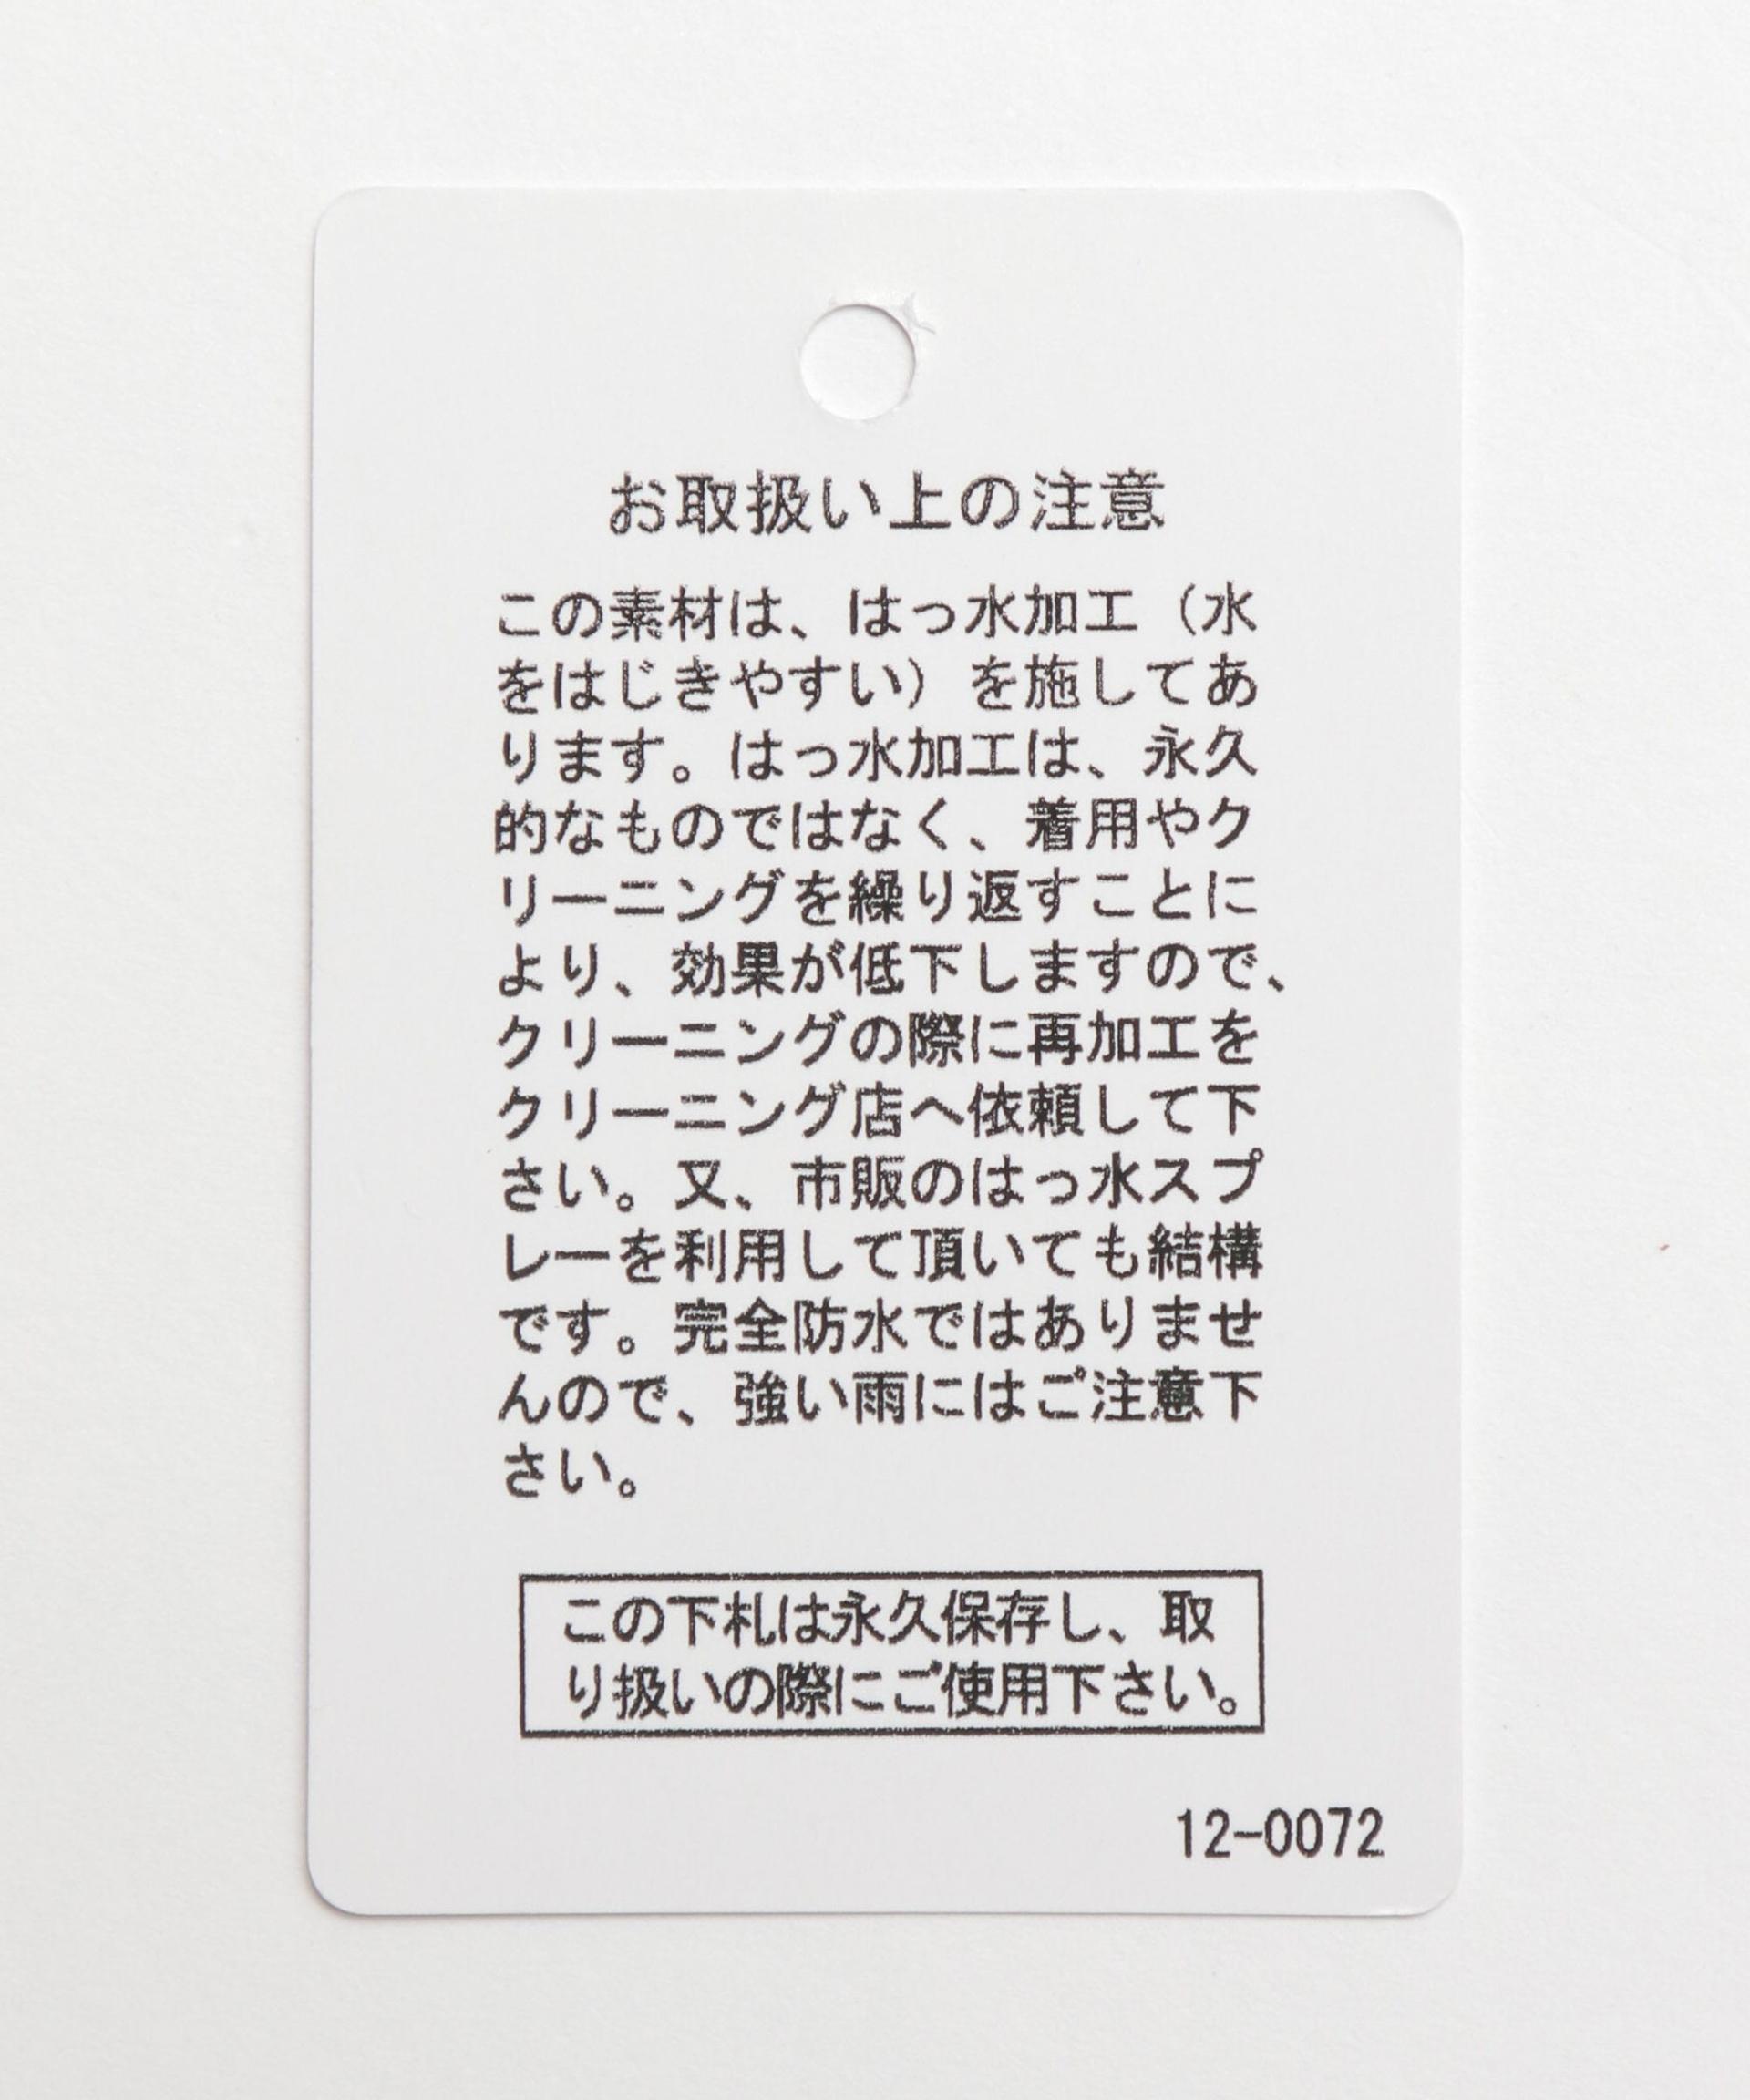 お取扱い上の注意
この素材は、はっ水加工（水
をはじきやすい）を施してあ
ります。はっ水加工は、永久
的なものではなく、着用やク
リーニングを繰り返すことに
より、効果が低下しますので、
クリーニングの際に再加工を
クリーニング店へ依頼して下
さい。又、市販のはっ水スプ
レーを利用して頂いても結構
です。完全防水ではありませ
んので、強い雨にはご注意下
さい。
この下札は永久保存し、取
り扱いの際にご使用下さい。
12-0072